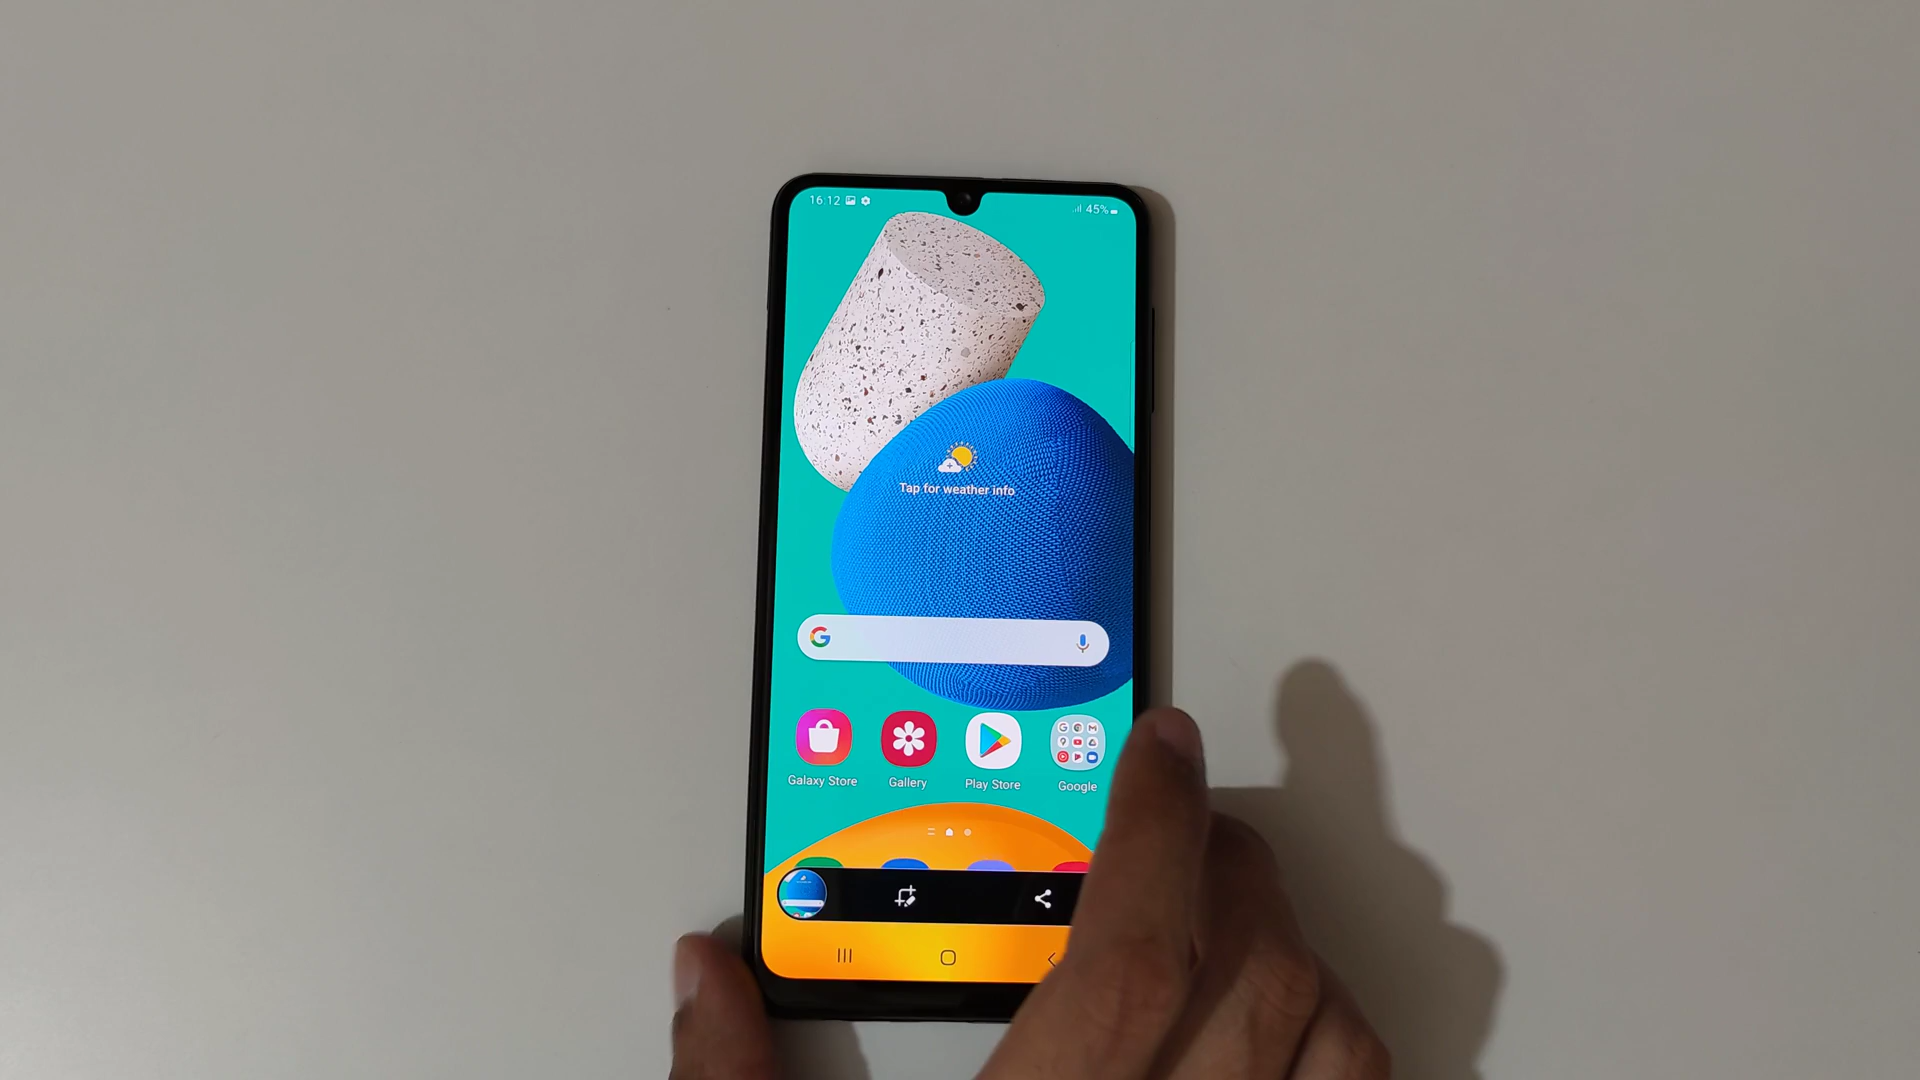 16:12
45%
Tap for weather info
Galaxy Store
Gallery
Play Store
Google